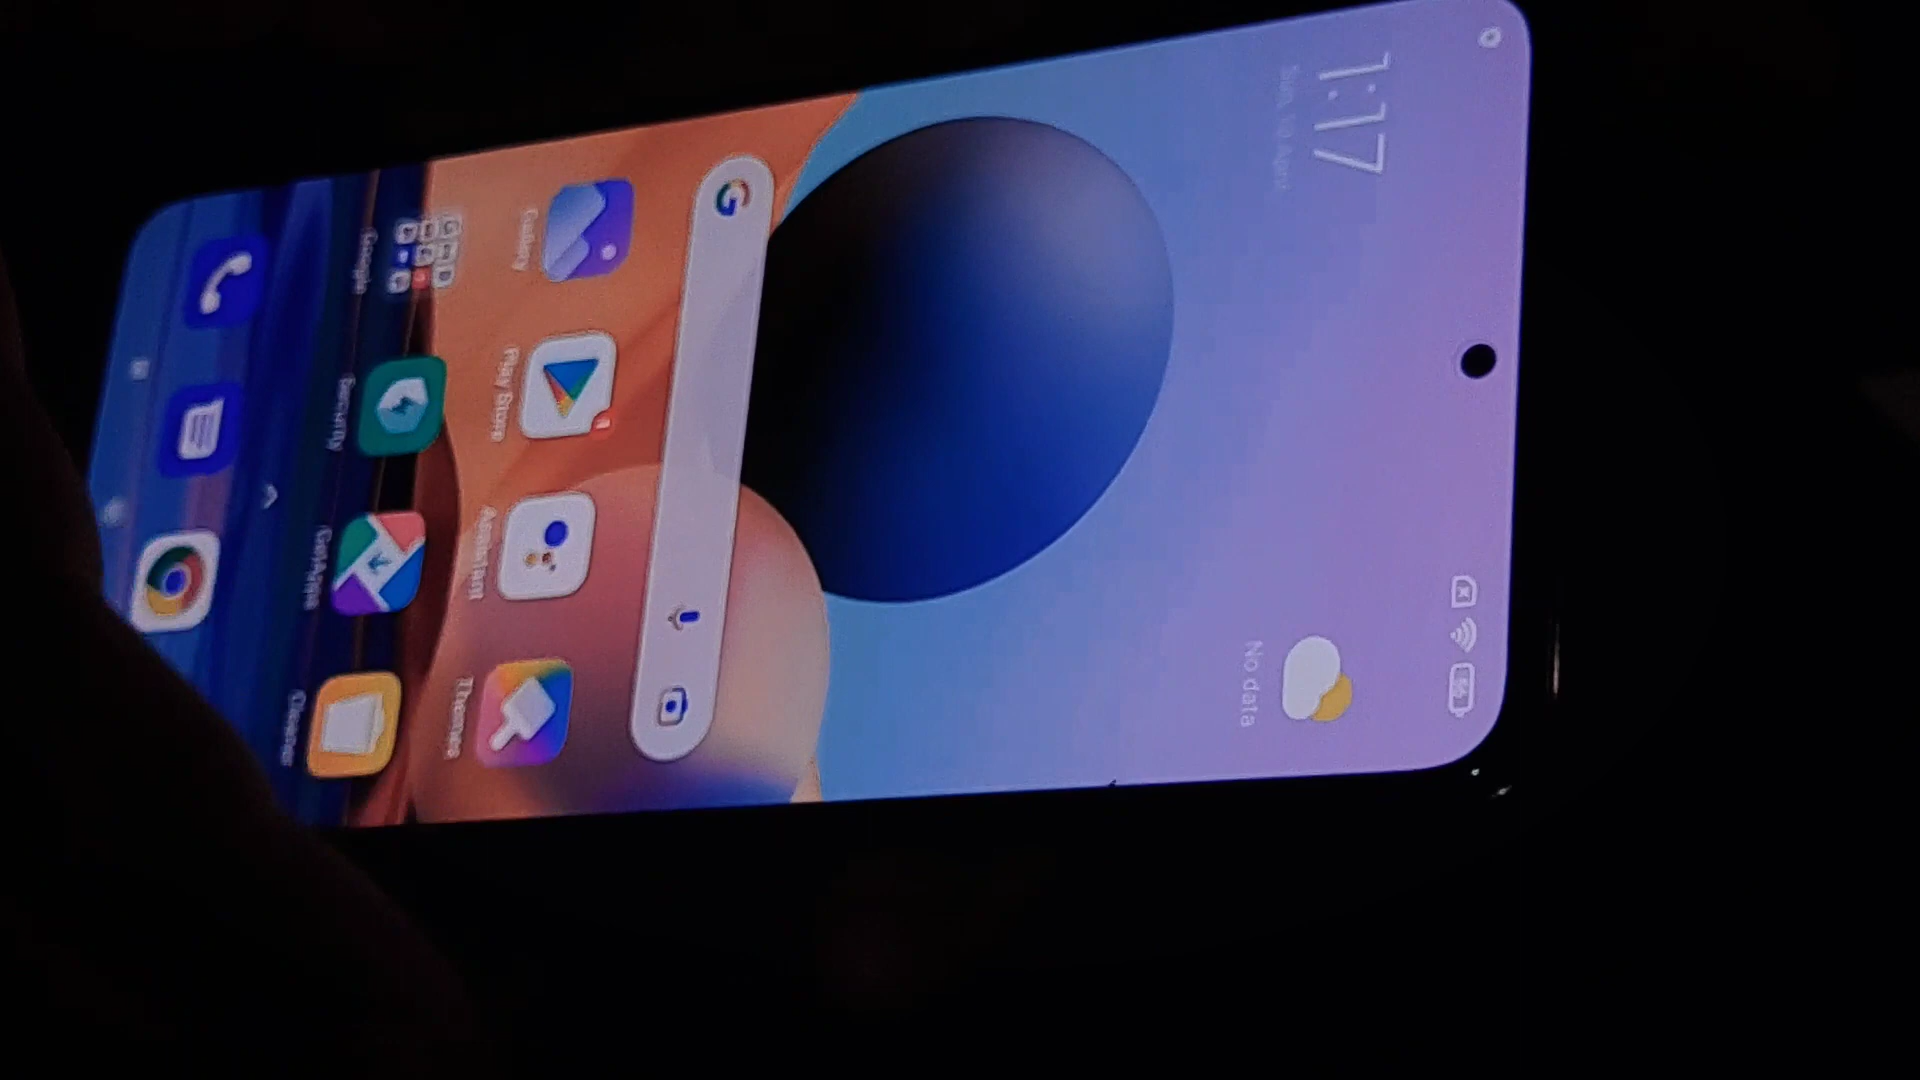 1:17
No data
Gallery
Play Store
Assistant
Themes
Google
Security
GetApps
Cleaner